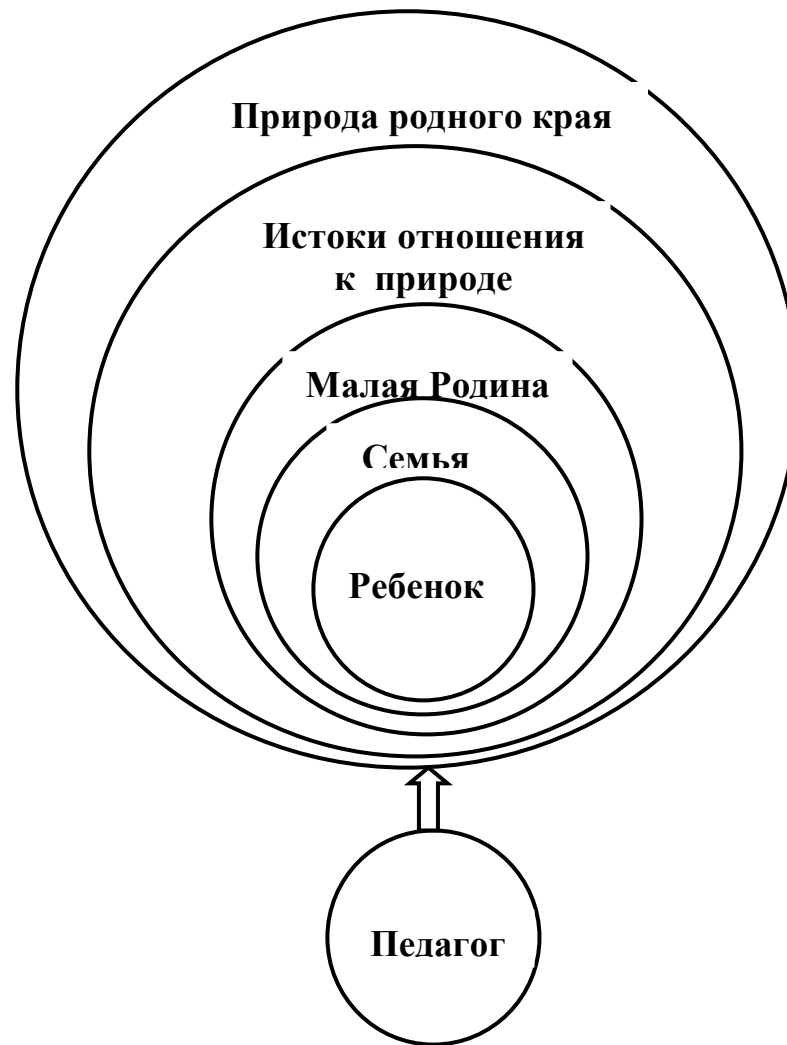 Природа родного края
Истоки отношения
к природе
Малая Родина
Семья
Ребенок
Педагог